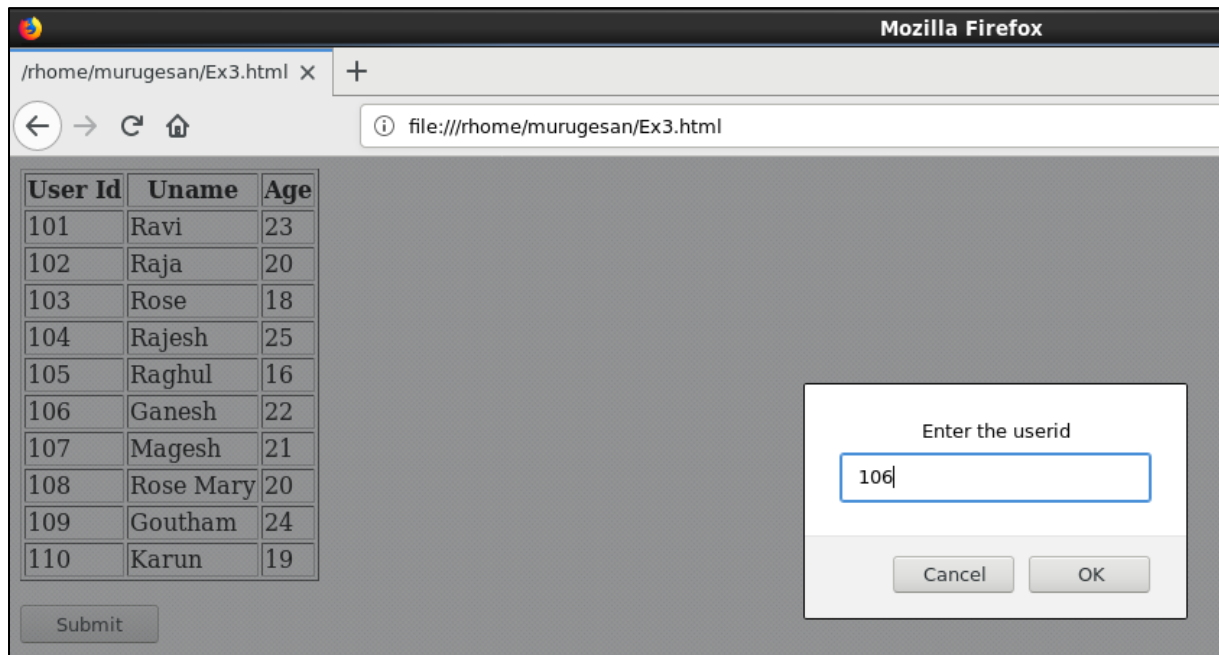 Mozilla Firefox
/rhome/murugesan/Ex3.html
file:///rhome/murugesan/Ex3.html
User Id Uname Age
101 Ravi 23
102 Raja 20
103 Rose 18
104 Rajesh 25
105 Raghul 16
106 Ganesh 22
107 Magesh 21
108 Rose Mary 20
109 Goutham 24
110 Karun 19
Submit
Enter the userid
106
Cancel OK